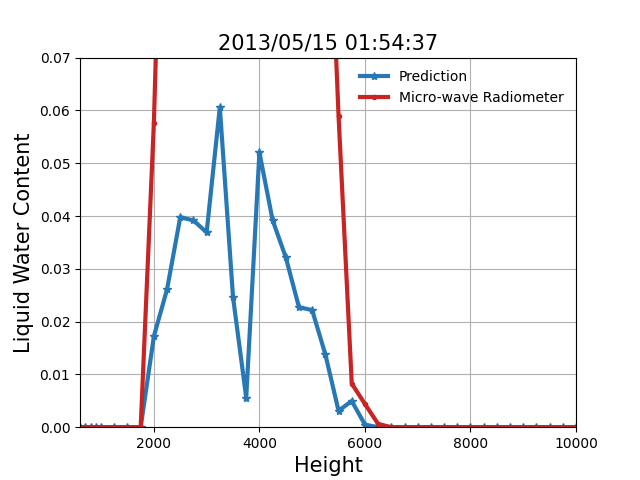 2013/05/15 01:54:37
0.07
0.06
0.05
0.04
0.03
0.02
0.01
0.00
Liquid Water Content
Prediction
Micro-wave Radiometer
2000 4000 6000 8000 10000
Height